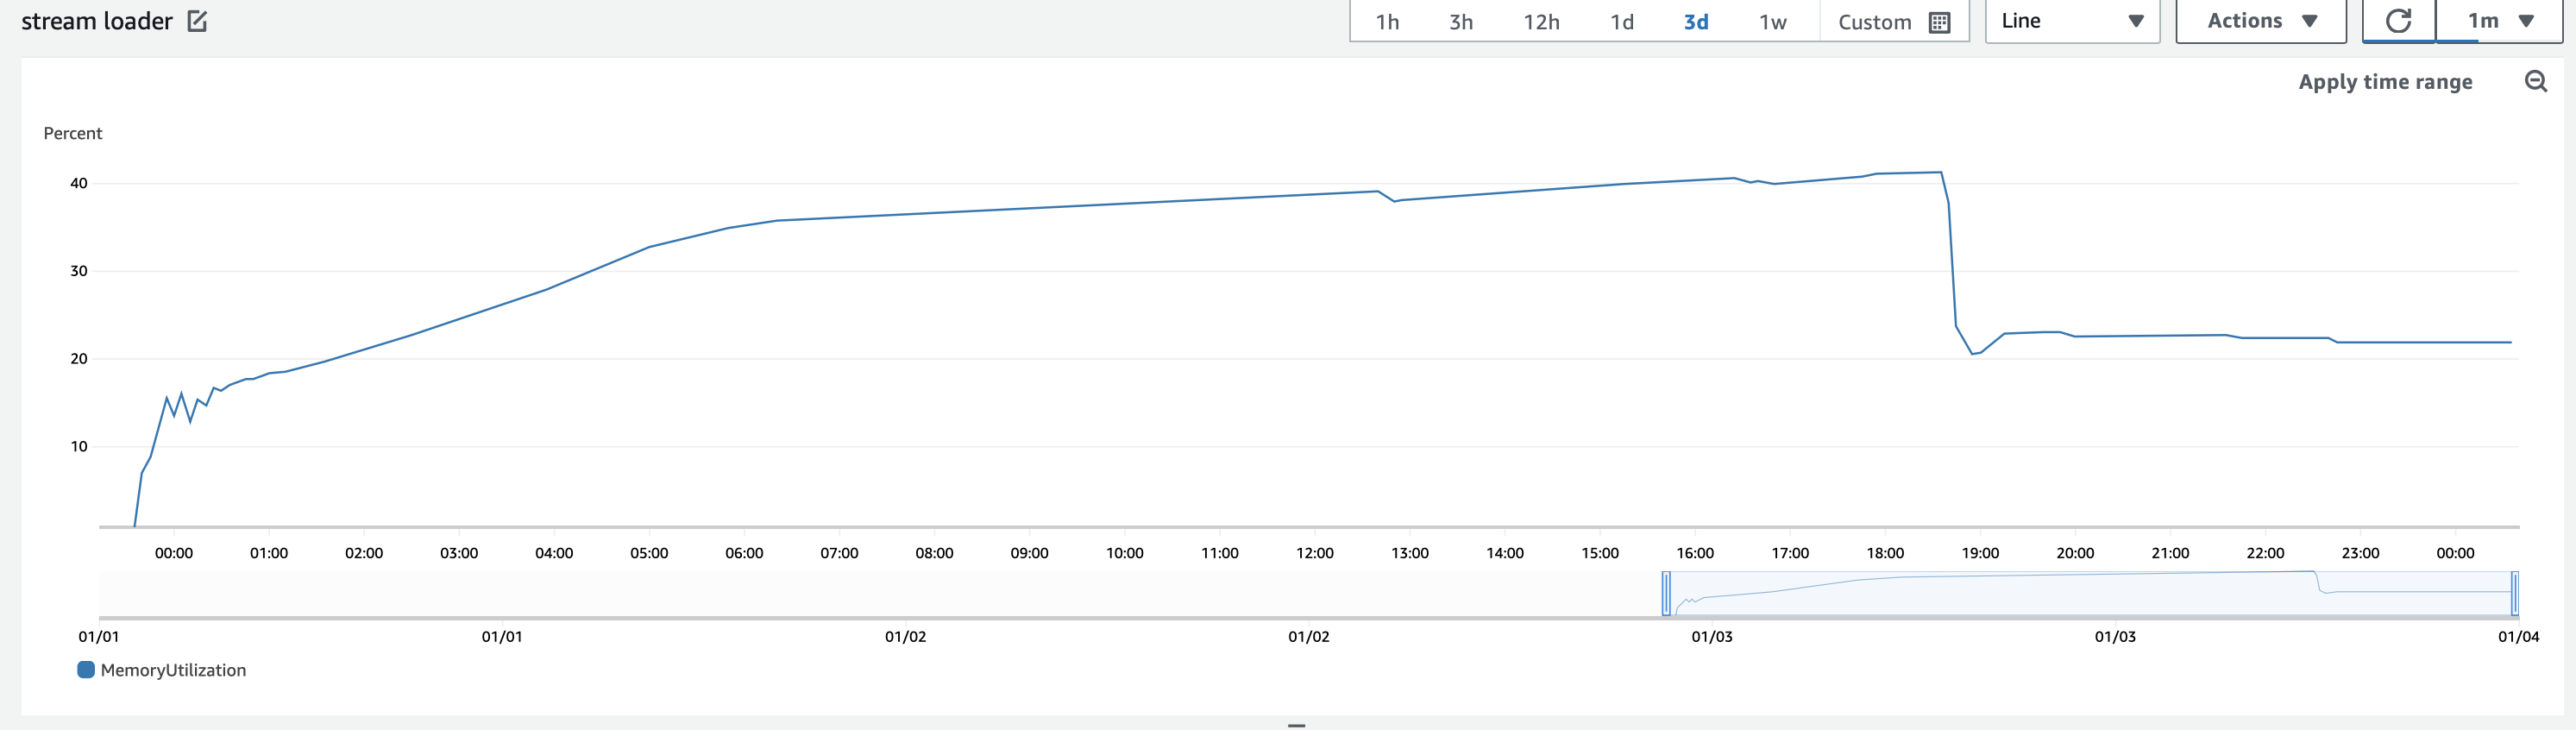 stream loader 1h 3h 12h 1d 3d 1w Custom Line Actions 1m
Apply time range
Percent
40
30
20
10
00:00 01:00 02:00 03:00 04:00 05:00 06:00 07:00 08:00 09:00 10:00 11:00 12:00 13:00 14:00 15:00 16:00 17:00 18:00 19:00 20:00 21:00 22:00 23:00 00:00
01/01 01/01 01/02 01/02 01/03 01/03 01/04
MemoryUtilization